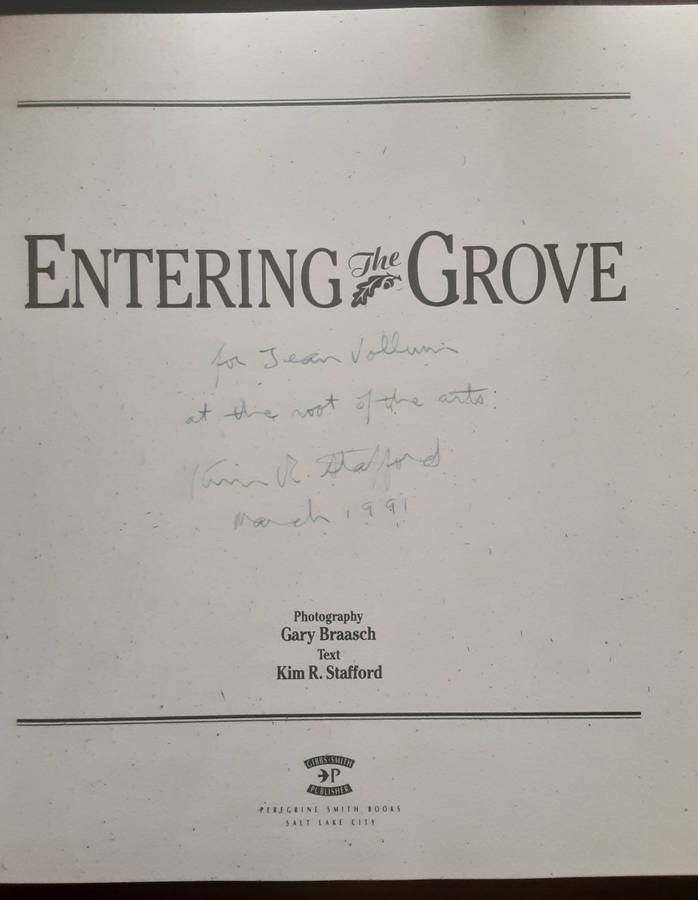 ENTERING The GROVE
for Jean Vollum
at the root of the arts:
Kim R. Stafford
March 1991
Photography
Gary Braasch
Text
Kim R. Stafford
GIBBS·SMITH
P
PUBLISHER
PEREGRINE SMITH BOOKS
SALT LAKE CITY